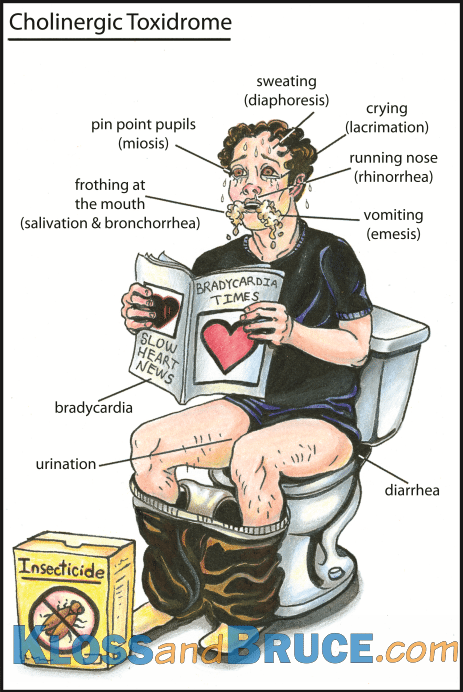 Cholinergic Toxidrome
sweating
(diaphoresis)
crying
(lacrimation)
pin point pupils
(miosis)
running nose
(rhinorrhea)
frothing at
the mouth
(salivation & bronchorrhea)
vomiting
(emesis)
BRADYCARDIA
TIMES
SLOW
HEART
NEWS
bradycardia
urination
diarrhea
Insecticide
KLOSSandBRUCE.com